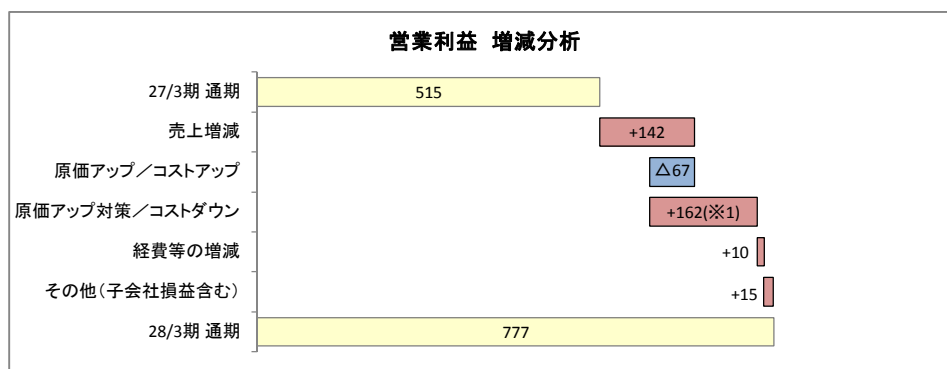 営業利益 増減分析
27/3期 通期
515
売上増減
+142
原価アップ／コストアップ
△67
原価アップ対策／コストダウン
+162(※1)
経費等の増減
+10
その他（子会社損益含む）
+15
28/3期 通期
777